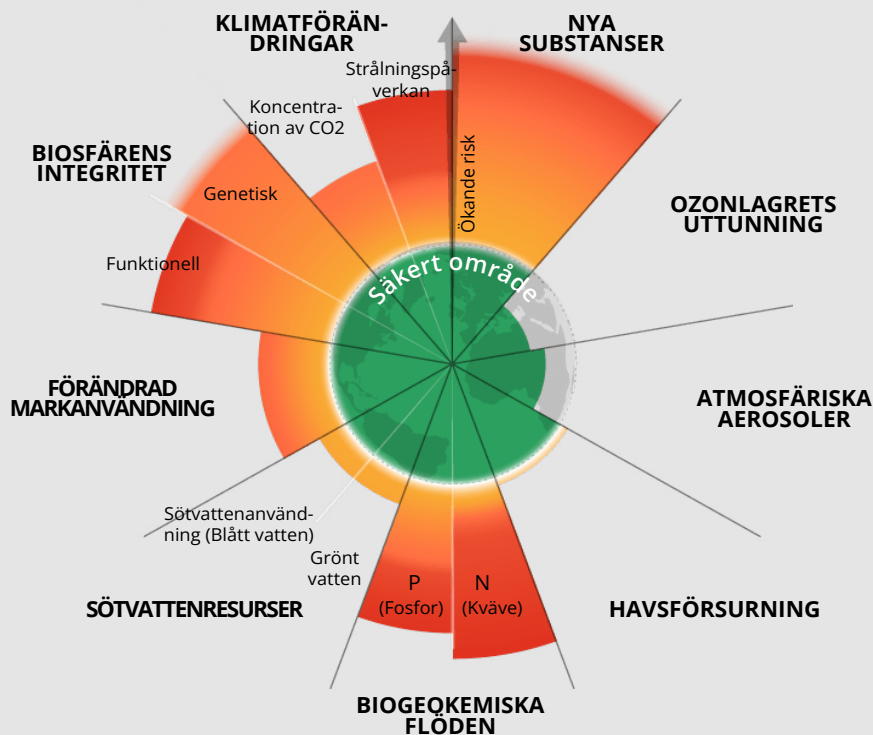 KLIMATFÖRÄN-
DRINGAR
NYA
SUBSTANSER
Strålningspå-
verkan
Koncentra-
tion av CO2
BIOSFÄRENS
INTEGRITET
Genetisk
Ökande risk
OZONLAGRETS
UTTUNNING
Funktionell
Säkert område
FÖRÄNDRAD
MARKANVÄNDNING
ATMOSFÄRISKA
AEROSOLER
Sötvattenanvänd-
ning (Blått vatten)
Grönt
vatten
P
(Fosfor)
N
(Kväve)
SÖTVATTENRESURSER
HAVSFÖRSURNING
BIOGEOKEMISKA
FLÖDEN